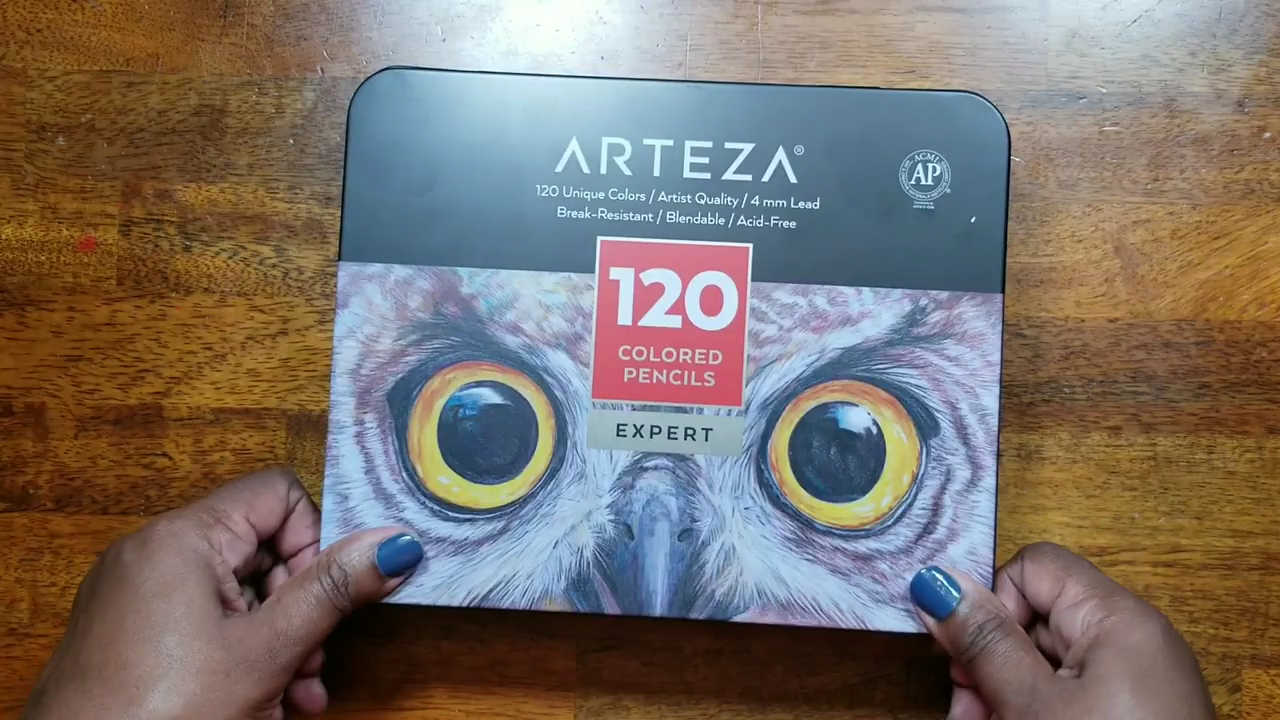 ARTEZA®
120 Unique Colors / Artist Quality / 4 mm Lead
Break-Resistant / Blendable / Acid-Free
ACMI
AP
120
COLORED
PENCILS
EXPERT